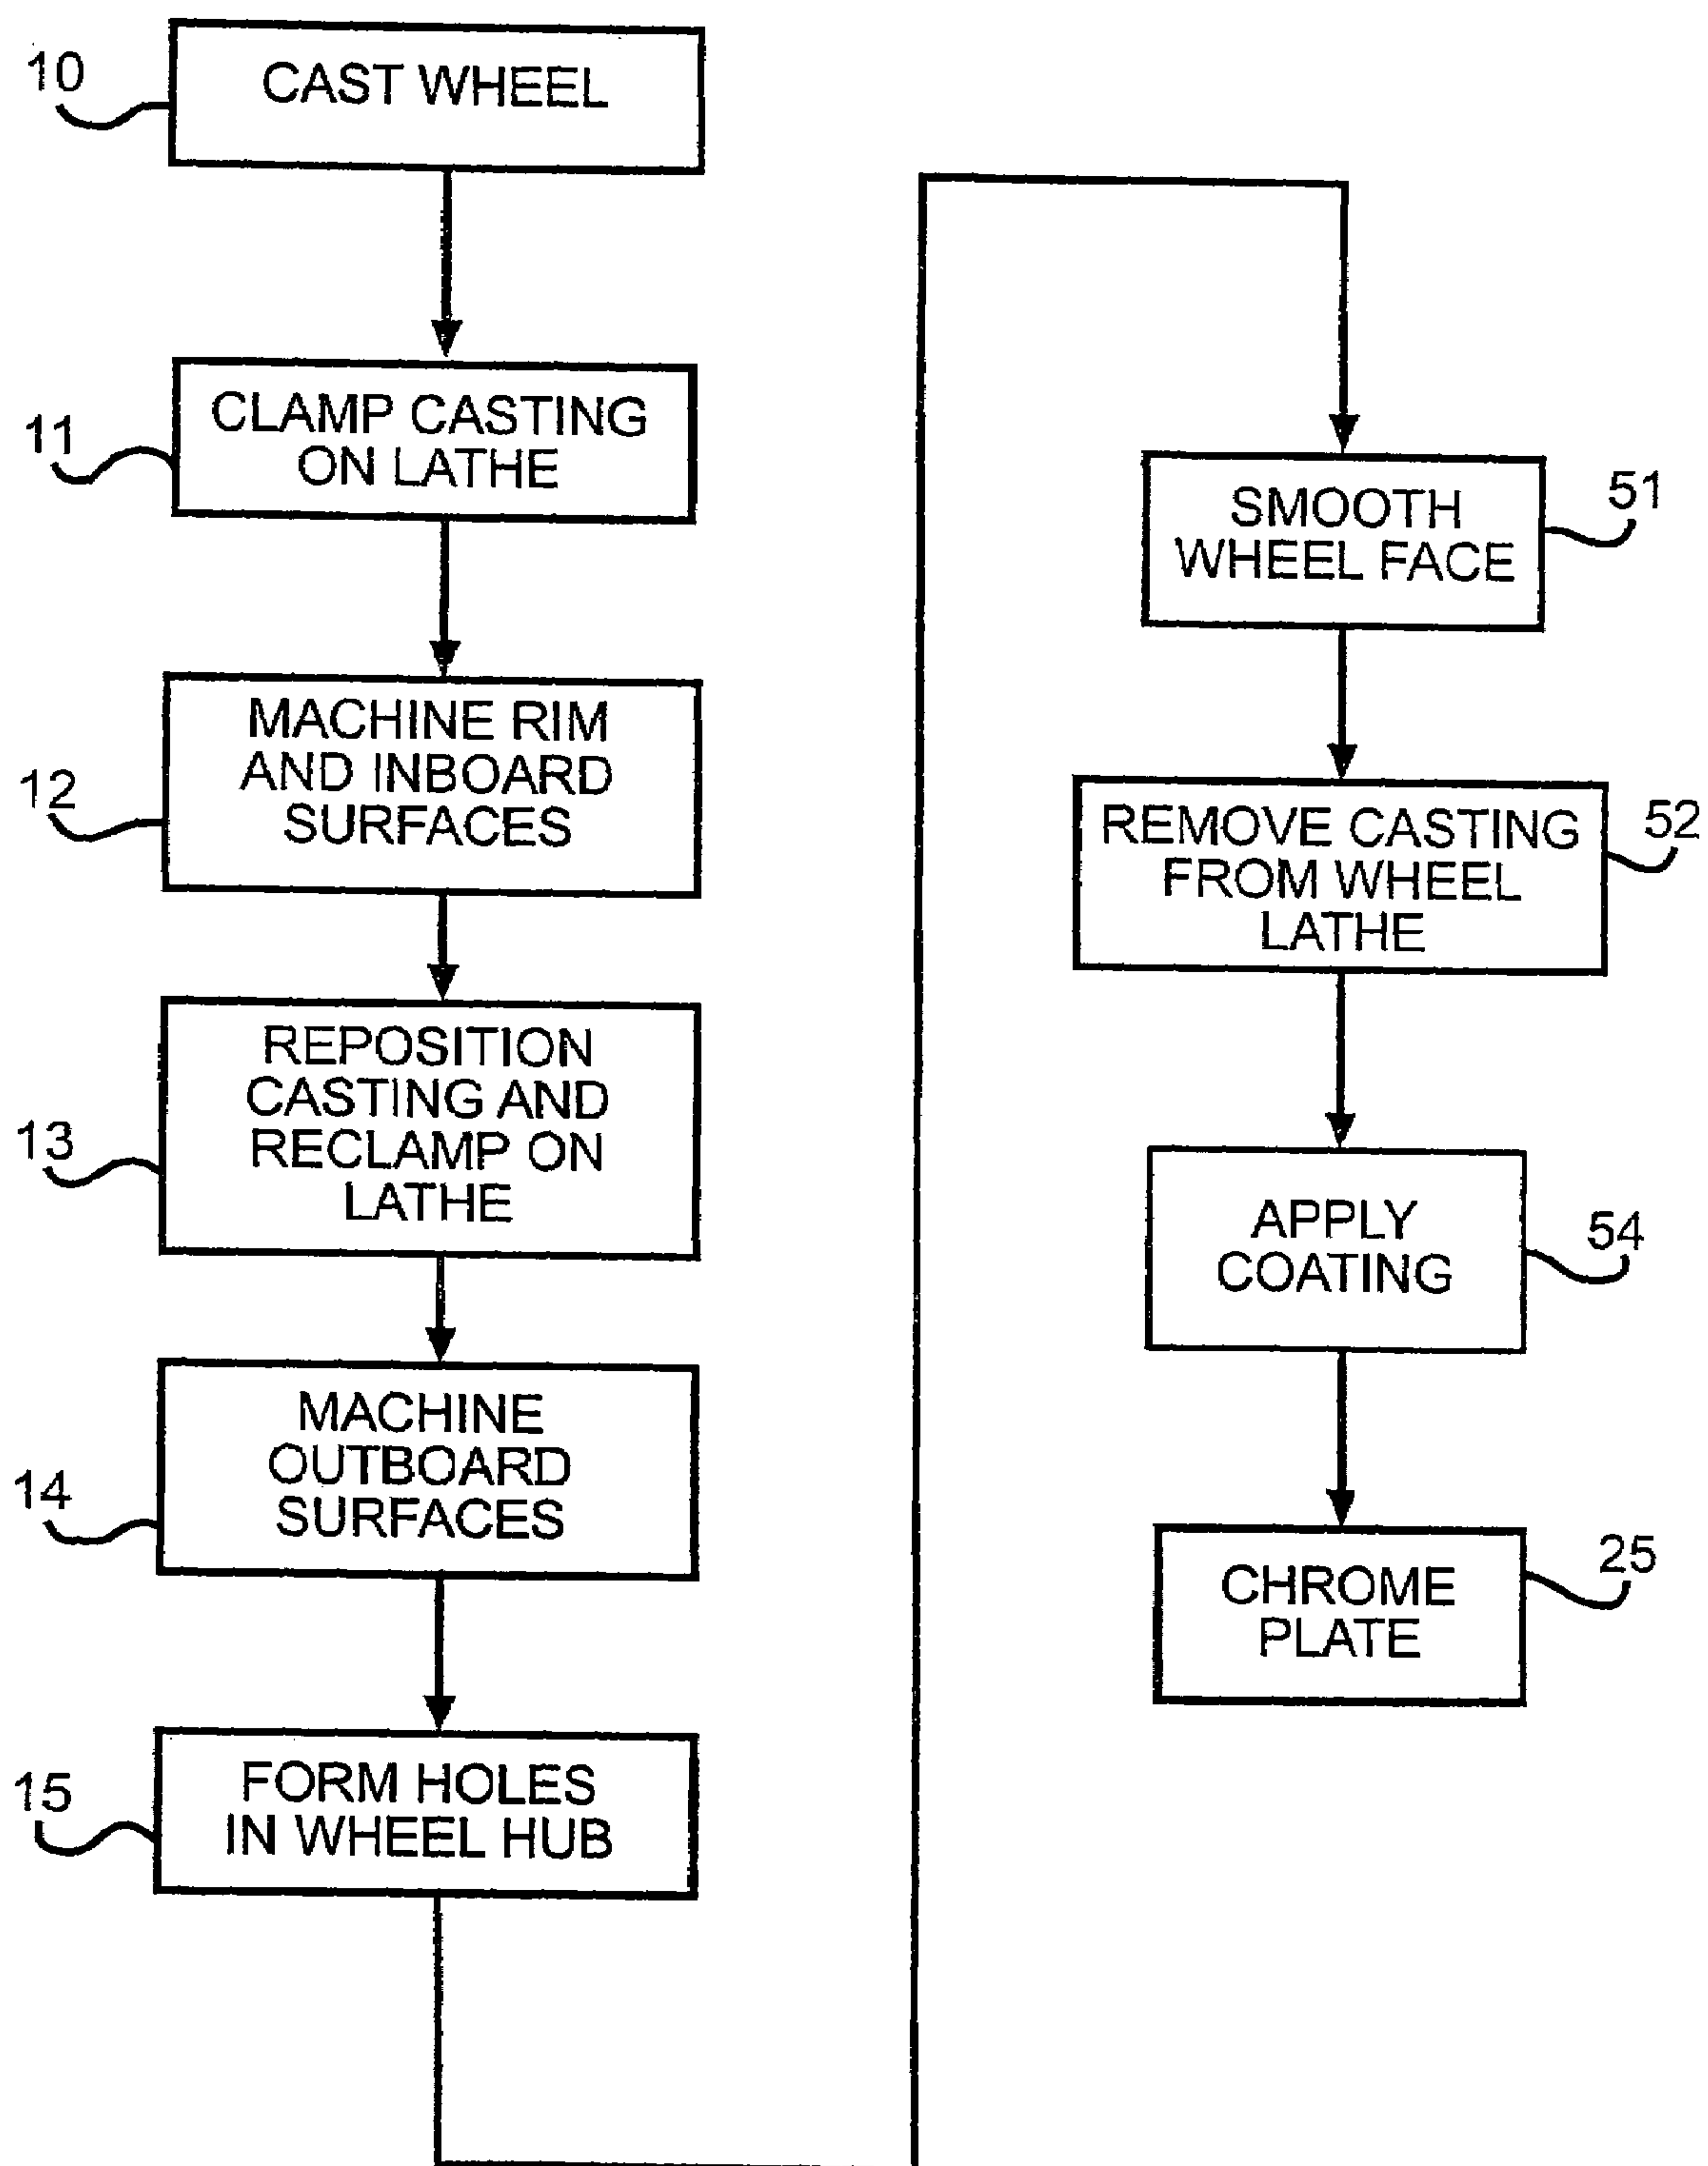 10
CAST WHEEL
11
CLAMP CASTING
ON LATHE
12
MACHINE RIM
AND INBOARD
SURFACES
13
REPOSITION
CASTING AND
RECLAMP ON
LATHE
14
MACHINE
OUTBOARD
SURFACES
15
FORM HOLES
IN WHEEL HUB
SMOOTH
WHEEL FACE
51
REMOVE CASTING
FROM WHEEL
LATHE
52
APPLY
COATING
54
CHROME
PLATE
25